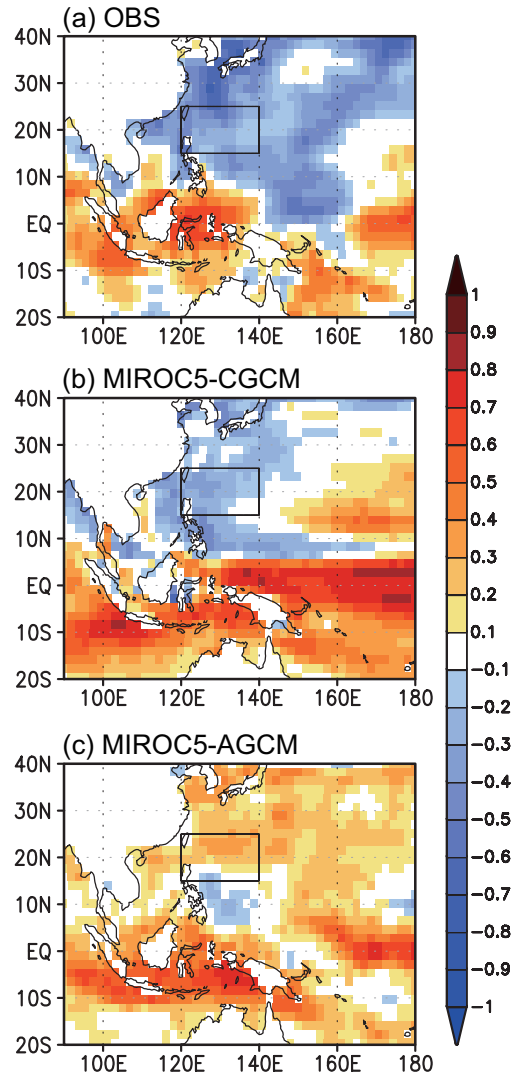 (a) OBS
40N
30N
20N
10N
EQ
10S
20S
100E 120E 140E 160E 180
(b) MIROC5-CGCM
40N
30N
20N
10N
EQ
10S
20S
100E 120E 140E 160E 180
(c) MIROC5-AGCM
40N
30N
20N
10N
EQ
10S
20S
100E 120E 140E 160E 180
1
0.9
0.8
0.7
0.6
0.5
0.4
0.3
0.2
0.1
−0.1
−0.2
−0.3
−0.4
−0.5
−0.6
−0.7
−0.8
−0.9
−1